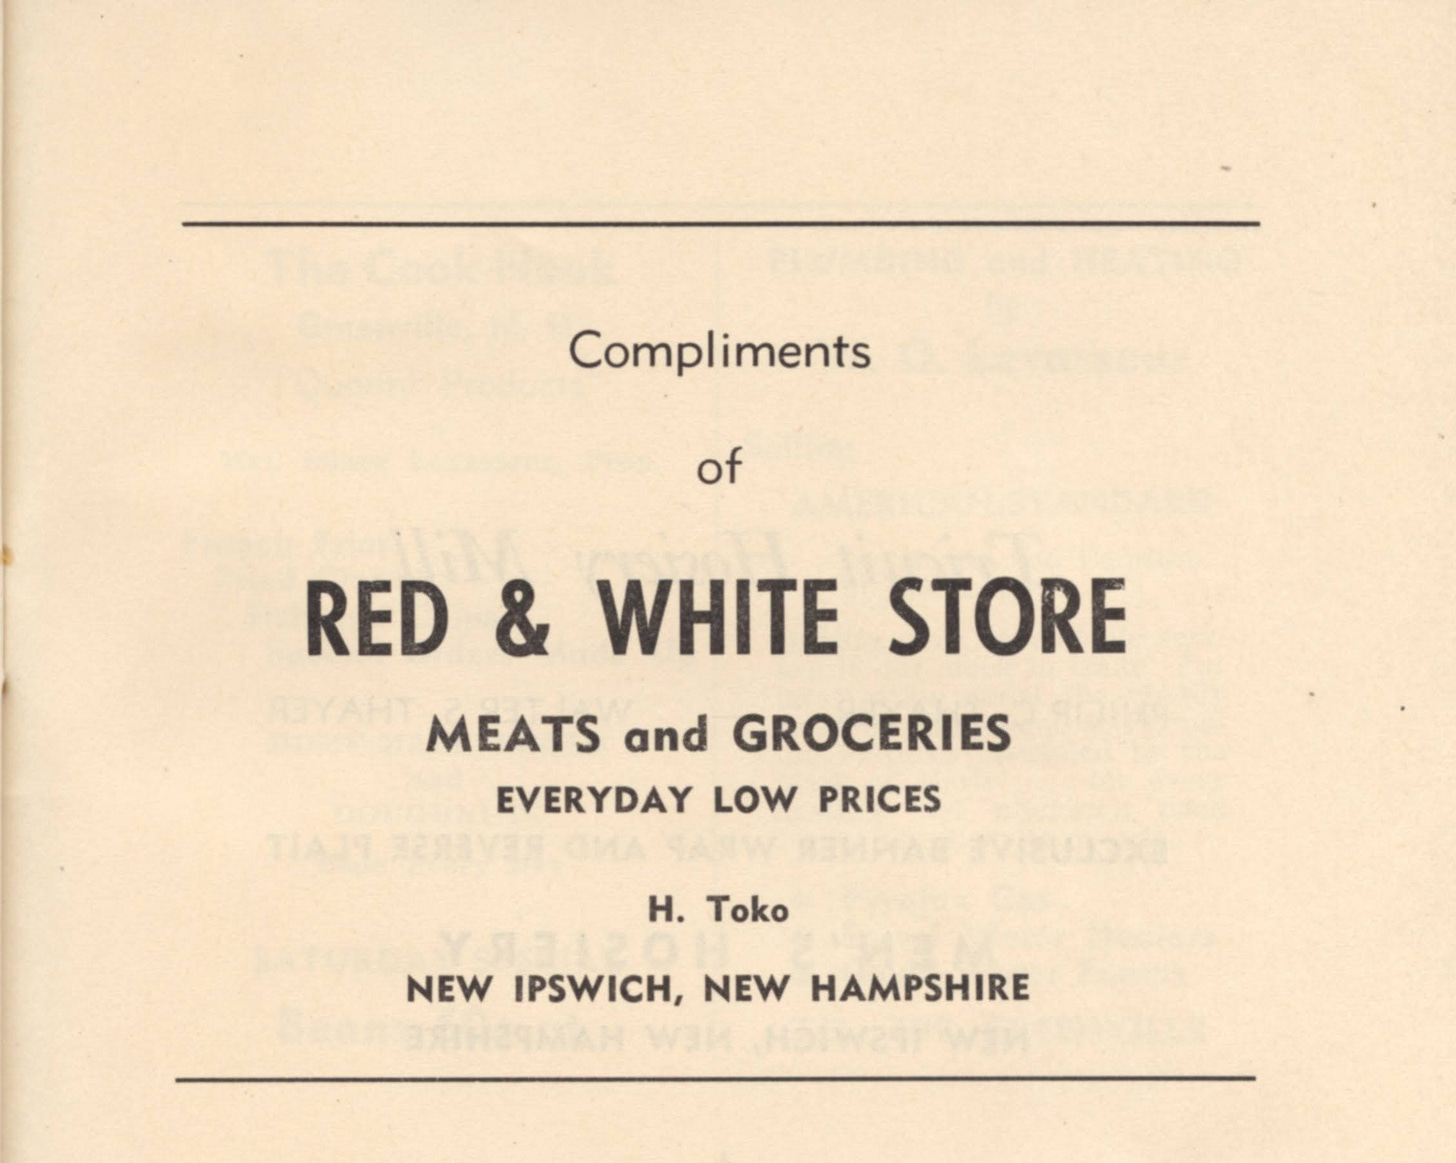 Compliments
of
RED & WHITE STORE
MEATS and GROCERIES
EVERYDAY LOW PRICES
H. Toko
NEW IPSWICH, NEW HAMPSHIRE